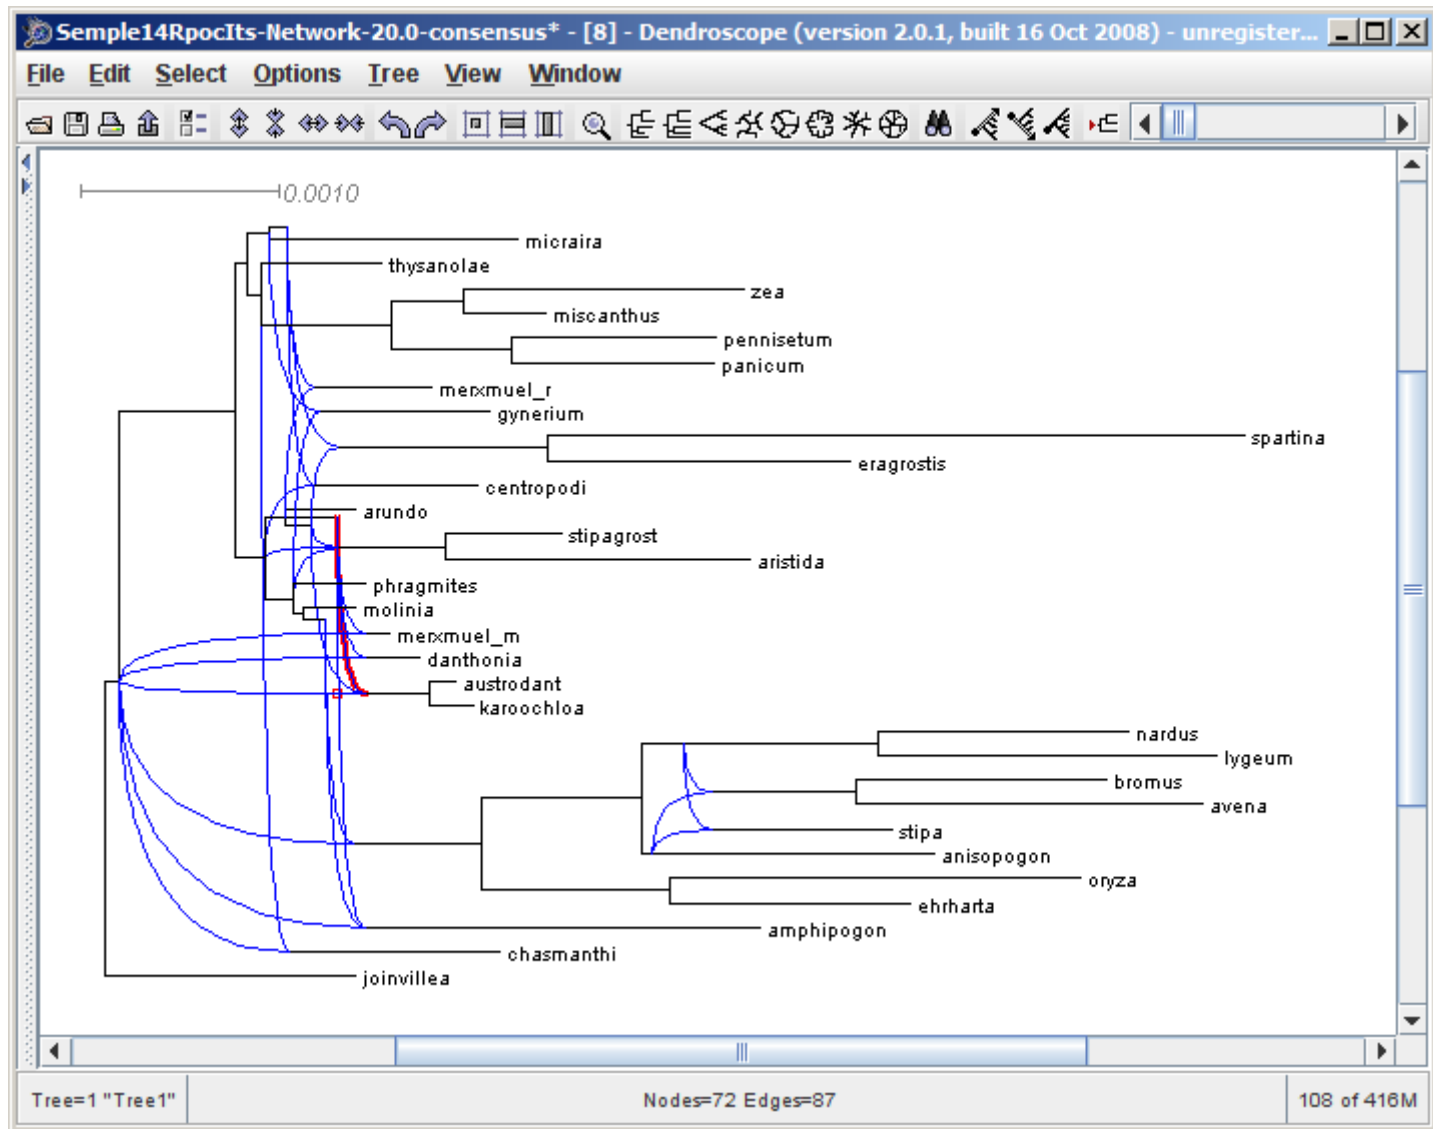 Semple14RpocIts-Network-20.0-consensus* - [8] - Dendroscope (version 2.0.1, built 16 Oct 2008) - unregister...
File Edit Select Options Tree View Window
0.0010
micraira
thysanolae
zea
miscanthus
pennisetum
panicum
merxmuel_r
gynerium
spartina
eragrostis
centropodi
arundo
stipagrost
aristida
phragmites
molinia
merxmuel_m
danthonia
austrodant
karoochloa
nardus
lygeum
bromus
avena
stipa
anisopogon
oryza
ehrharta
amphipogon
chasmanthi
joinvillea
Tree=1 "Tree1" Nodes=72 Edges=87 108 of 416M